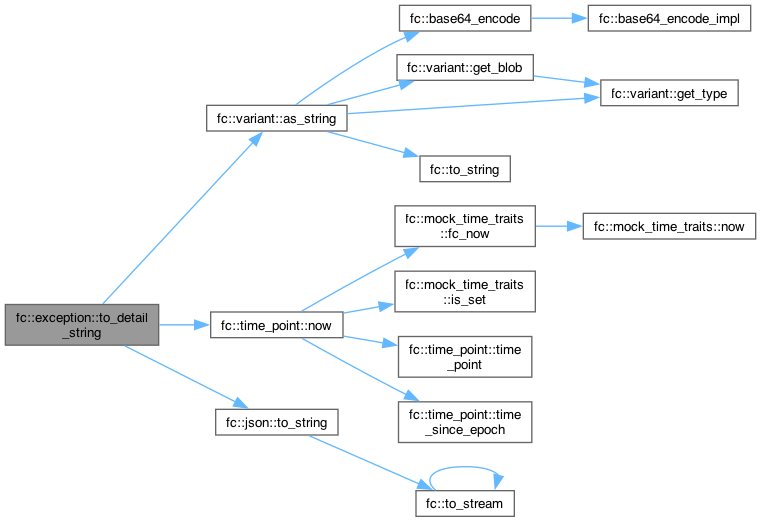 fc::base64_encode
fc::base64_encode_impl
fc::variant::get_blob
fc::variant::get_type
fc::variant::as_string
fc::to_string
fc::mock_time_traits
::fc_now
fc::mock_time_traits::now
fc::mock_time_traits
::is_set
fc::exception::to_detail
_string
fc::time_point::now
fc::time_point::time
_point
fc::time_point::time
_since_epoch
fc::json::to_string
fc::to_stream